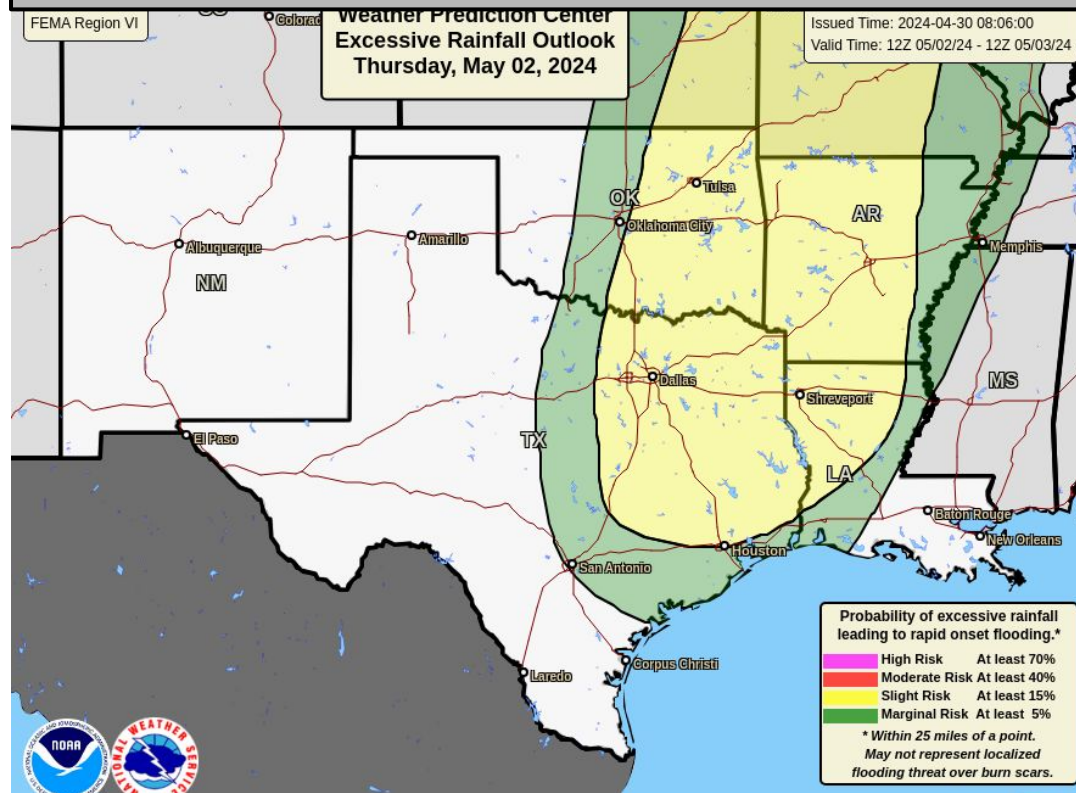 FEMA Region VI
Weather Prediction Center
Excessive Rainfall Outlook
Thursday, May 02, 2024
Issued Time: 2024-04-30 08:06:00
Valid Time: 12Z 05/02/24 - 12Z 05/03/24
Tulsa
OK
Oklahoma City
AR
Albuquerque
Amarillo
Memphis
NM
Dallas
MS
Shreveport
El Paso
TX
LA
Baton Rouge
New Orleans
Houston
San Antonio
Laredo
Corpus Christi
Probability of excessive rainfall
leading to rapid onset flooding.*
High Risk At least 70%
Moderate Risk At least 40%
Slight Risk At least 15%
Marginal Risk At least 5%
* Within 25 miles of a point.
May not represent localized
flooding threat over burn scars.
NOAA
NATIONAL WEATHER SERVICE